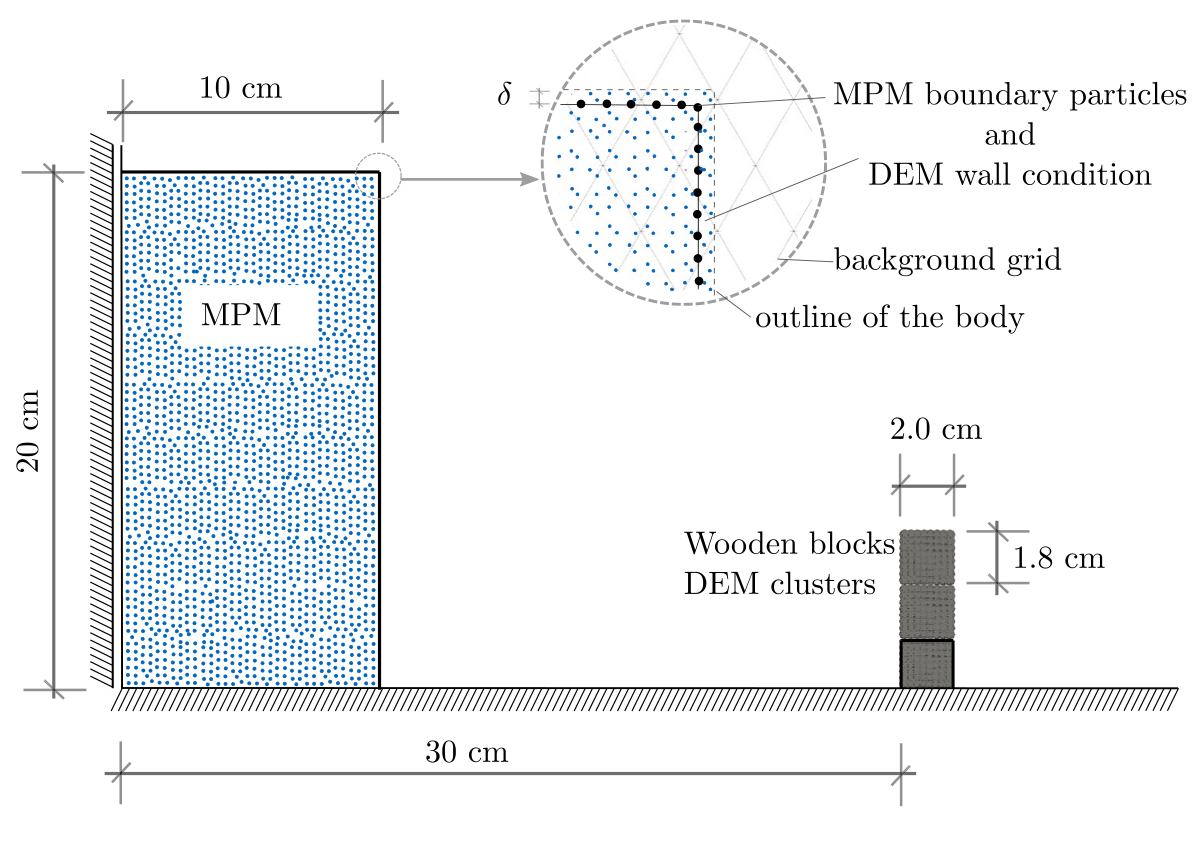 10 cm
δ
MPM boundary particles
and
DEM wall condition
background grid
outline of the body
MPM
20 cm
2.0 cm
Wooden blocks
DEM clusters
1.8 cm
30 cm